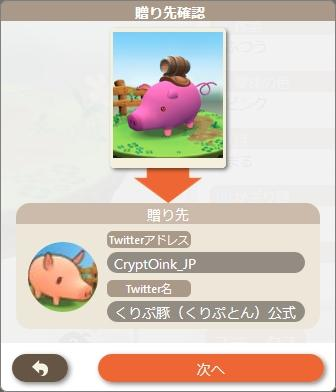 贈り先確認
贈り先
Twitterアドレス
CryptOink_JP
Twitter名
くりぷ豚（くりぷとん）公式
次へ